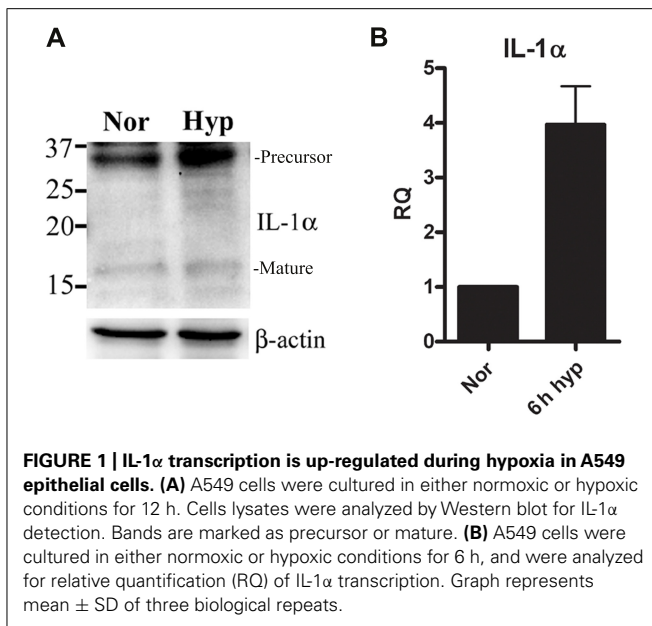 A
Nor Hyp
37
25
20
15
-Precursor
IL-1α
-Mature
β-actin
B
IL-1α
RQ
5
4
3
2
1
0
Nor
6h hyp
FIGURE 1 | IL-1α transcription is up-regulated during hypoxia in A549
epithelial cells. (A) A549 cells were cultured in either normoxic or hypoxic
conditions for 12 h. Cells lysates were analyzed by Western blot for IL-1α
detection. Bands are marked as precursor or mature. (B) A549 cells were
cultured in either normoxic or hypoxic conditions for 6 h, and were analyzed
for relative quantification (RQ) of IL-1α transcription. Graph represents
mean ± SD of three biological repeats.